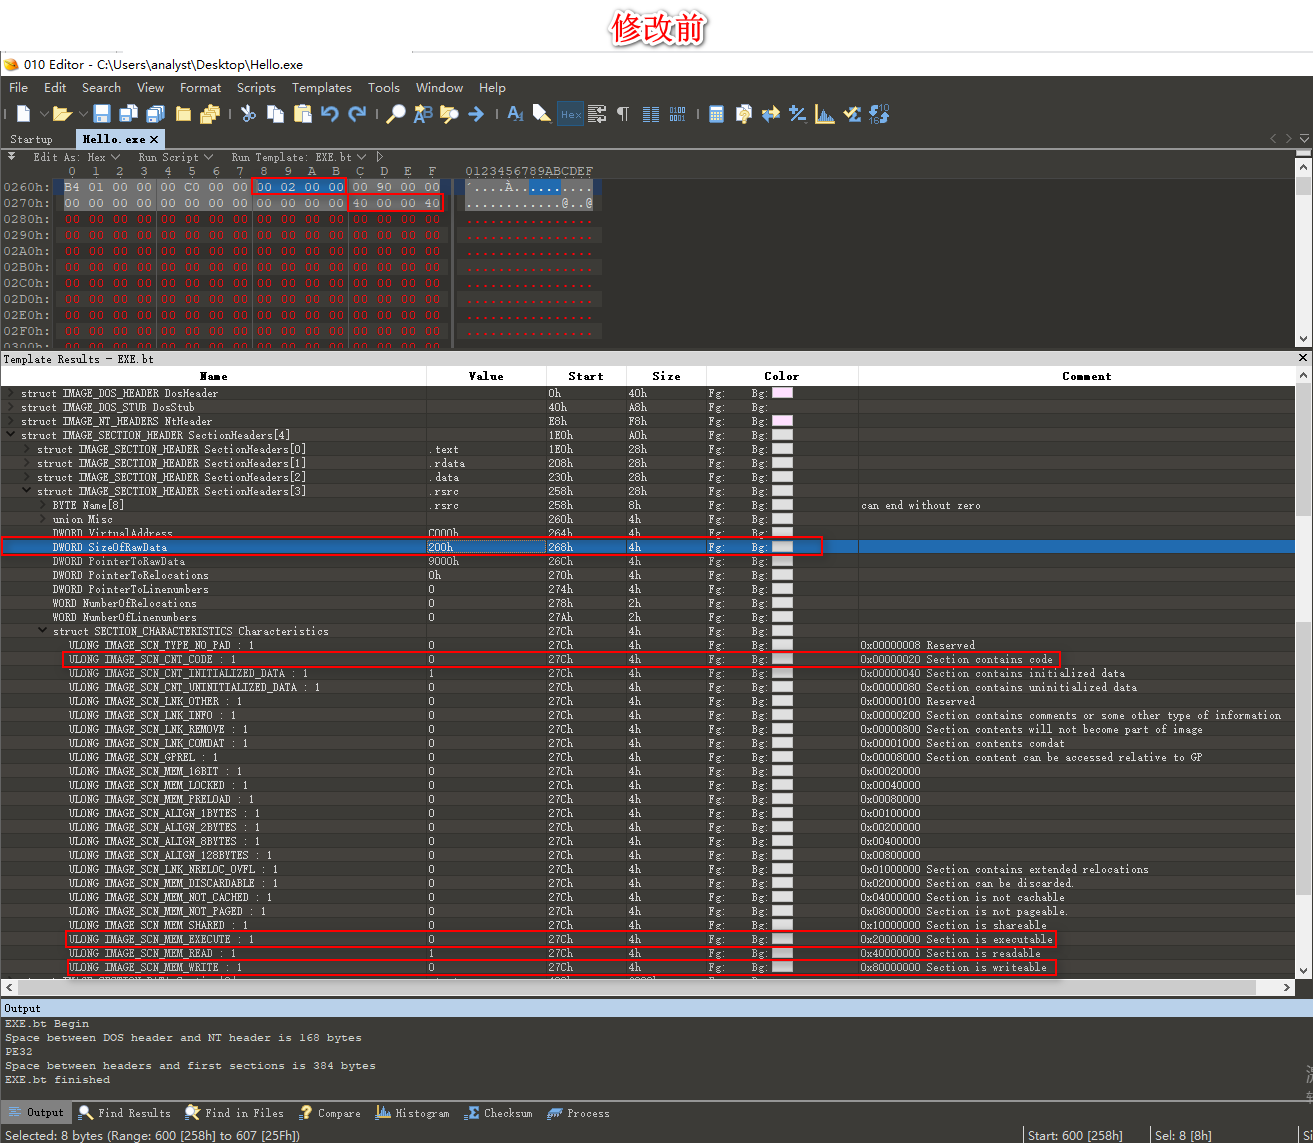 修改前
010 Editor - C:\Users\analyst\Desktop\Hello.exe
File Edit Search View Format Scripts Templates Tools Window Help
Startup Hello.exe
Edit As: Hex Run Script Run Template: EXE.bt
0 1 2 3 4 5 6 7 8 9 A B C D E F 0123456789ABCDEF
0260h: B4 01 00 00 00 C0 00 00 00 02 00 00 00 90 00 00 ´....À..........
0270h: 00 00 00 00 00 00 00 00 00 00 00 00 40 00 00 40 ............@..@
0280h: 00 00 00 00 00 00 00 00 00 00 00 00 00 00 00 00 ................
0290h: 00 00 00 00 00 00 00 00 00 00 00 00 00 00 00 00 ................
02A0h: 00 00 00 00 00 00 00 00 00 00 00 00 00 00 00 00 ................
02B0h: 00 00 00 00 00 00 00 00 00 00 00 00 00 00 00 00 ................
02C0h: 00 00 00 00 00 00 00 00 00 00 00 00 00 00 00 00 ................
02D0h: 00 00 00 00 00 00 00 00 00 00 00 00 00 00 00 00 ................
02E0h: 00 00 00 00 00 00 00 00 00 00 00 00 00 00 00 00 ................
02F0h: 00 00 00 00 00 00 00 00 00 00 00 00 00 00 00 00 ................
0300h: 00 00 00 00 00 00 00 00 00 00 00 00 00 00 00 00
Template Results - EXE.bt
Name Value Start Size Color Comment
struct IMAGE_DOS_HEADER DosHeader 0h 40h Fg: Bg:
struct IMAGE_DOS_STUB DosStub 40h A8h Fg: Bg:
struct IMAGE_NT_HEADERS NtHeader E8h F8h Fg: Bg:
struct IMAGE_SECTION_HEADER SectionHeaders[4] 1E0h A0h Fg: Bg:
struct IMAGE_SECTION_HEADER SectionHeaders[0] .text 1E0h 28h Fg: Bg:
struct IMAGE_SECTION_HEADER SectionHeaders[1] .rdata 208h 28h Fg: Bg:
struct IMAGE_SECTION_HEADER SectionHeaders[2] .data 230h 28h Fg: Bg:
struct IMAGE_SECTION_HEADER SectionHeaders[3] .rsrc 258h 28h Fg: Bg:
BYTE Name[8] .rsrc 258h 8h Fg: Bg: can end without zero
union Misc 260h 4h Fg: Bg:
DWORD VirtualAddress C000h 264h 4h Fg: Bg:
DWORD SizeOfRawData 200h 268h 4h Fg: Bg:
DWORD PointerToRawData 9000h 26Ch 4h Fg: Bg:
DWORD PointerToRelocations 0h 270h 4h Fg: Bg:
DWORD PointerToLinenumbers 0 274h 4h Fg: Bg:
WORD NumberOfRelocations 0 278h 2h Fg: Bg:
WORD NumberOfLinenumbers 0 27Ah 2h Fg: Bg:
struct SECTION_CHARACTERISTICS Characteristics 27Ch 4h Fg: Bg:
ULONG IMAGE_SCN_TYPE_NO_PAD : 1 0 27Ch 4h Fg: Bg: 0x00000008 Reserved
ULONG IMAGE_SCN_CNT_CODE : 1 0 27Ch 4h Fg: Bg: 0x00000020 Section contains code
ULONG IMAGE_SCN_CNT_INITIALIZED_DATA : 1 1 27Ch 4h Fg: Bg: 0x00000040 Section contains initialized data
ULONG IMAGE_SCN_CNT_UNINITIALIZED_DATA : 1 0 27Ch 4h Fg: Bg: 0x00000080 Section contains uninitialized data
ULONG IMAGE_SCN_LNK_OTHER : 1 0 27Ch 4h Fg: Bg: 0x00000100 Reserved
ULONG IMAGE_SCN_LNK_INFO : 1 0 27Ch 4h Fg: Bg: 0x00000200 Section contains comments or some other type of information
ULONG IMAGE_SCN_LNK_REMOVE : 1 0 27Ch 4h Fg: Bg: 0x00000800 Section contents will not become part of image
ULONG IMAGE_SCN_LNK_COMDAT : 1 0 27Ch 4h Fg: Bg: 0x00001000 Section contents comdat
ULONG IMAGE_SCN_GPREL : 1 0 27Ch 4h Fg: Bg: 0x00008000 Section content can be accessed relative to GP
ULONG IMAGE_SCN_MEM_16BIT : 1 0 27Ch 4h Fg: Bg: 0x00020000
ULONG IMAGE_SCN_MEM_LOCKED : 1 0 27Ch 4h Fg: Bg: 0x00040000
ULONG IMAGE_SCN_MEM_PRELOAD : 1 0 27Ch 4h Fg: Bg: 0x00080000
ULONG IMAGE_SCN_ALIGN_1BYTES : 1 0 27Ch 4h Fg: Bg: 0x00100000
ULONG IMAGE_SCN_ALIGN_2BYTES : 1 0 27Ch 4h Fg: Bg: 0x00200000
ULONG IMAGE_SCN_ALIGN_8BYTES : 1 0 27Ch 4h Fg: Bg: 0x00400000
ULONG IMAGE_SCN_ALIGN_128BYTES : 1 0 27Ch 4h Fg: Bg: 0x00800000
ULONG IMAGE_SCN_LNK_NRELOC_OVFL : 1 0 27Ch 4h Fg: Bg: 0x01000000 Section contains extended relocations
ULONG IMAGE_SCN_MEM_DISCARDABLE : 1 0 27Ch 4h Fg: Bg: 0x02000000 Section can be discarded.
ULONG IMAGE_SCN_MEM_NOT_CACHED : 1 0 27Ch 4h Fg: Bg: 0x04000000 Section is not cachable
ULONG IMAGE_SCN_MEM_NOT_PAGED : 1 0 27Ch 4h Fg: Bg: 0x08000000 Section is not pageable.
ULONG IMAGE_SCN_MEM_SHARED : 1 0 27Ch 4h Fg: Bg: 0x10000000 Section is shareable
ULONG IMAGE_SCN_MEM_EXECUTE : 1 0 27Ch 4h Fg: Bg: 0x20000000 Section is executable
ULONG IMAGE_SCN_MEM_READ : 1 1 27Ch 4h Fg: Bg: 0x40000000 Section is readable
ULONG IMAGE_SCN_MEM_WRITE : 1 0 27Ch 4h Fg: Bg: 0x80000000 Section is writeable
Output
EXE.bt Begin
Space between DOS header and NT header is 168 bytes
PE32
Space between headers and first sections is 384 bytes
EXE.bt finished
Output Find Results Find in Files Compare Histogram Checksum Process
Selected: 8 bytes (Range: 600 [258h] to 607 [25Fh]) Start: 600 [258h] Sel: 8 [8h]